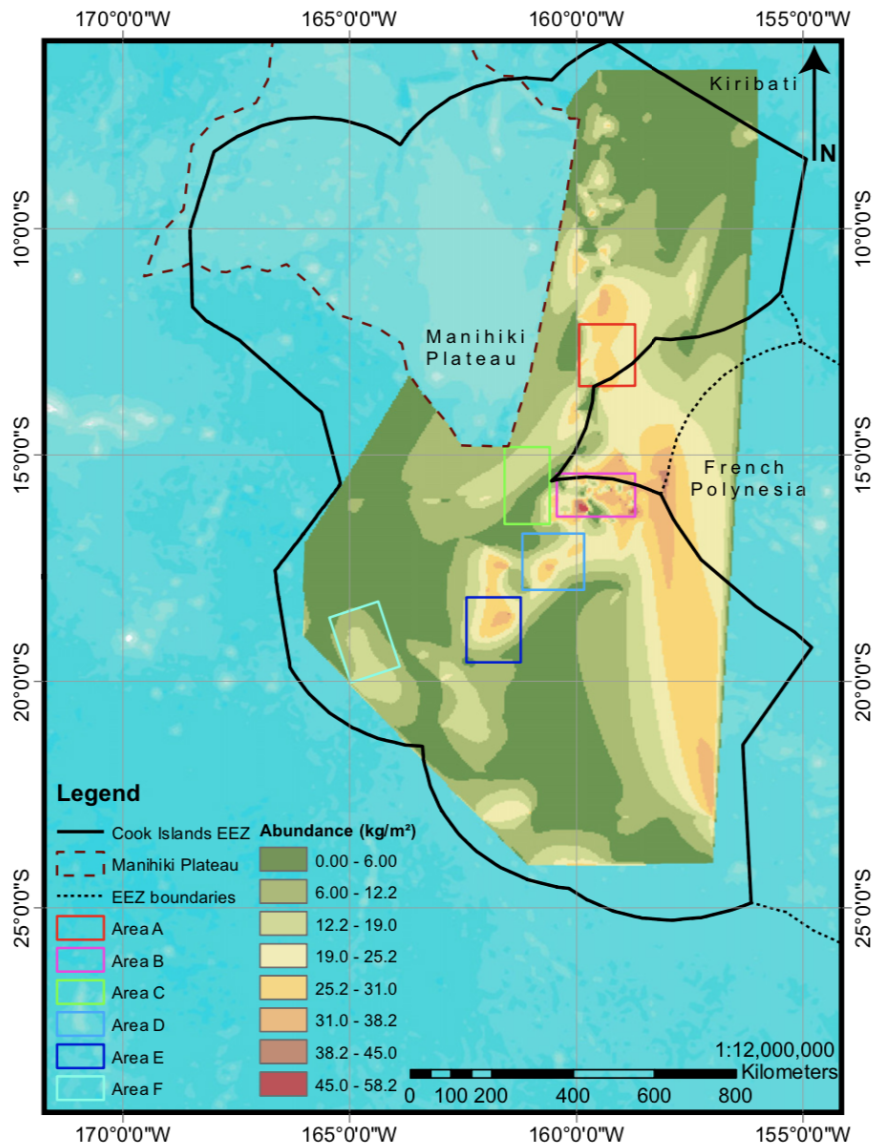 170°0'0"W 165°0'0"W 160°0'0"W 155°0'0"W
Kiribati
N
10°0'0"S 10°0'0"S
Manihiki
Plateau
15°0'0"S 15°0'0"S
French
Polynesia
20°0'0"S 20°0'0"S
Legend
Cook Islands EEZ
Manihiki Plateau
EEZ boundaries
Area A
Area B
Area C
Area D
Area E
Area F
Abundance (kg/m²)
0.00 - 6.00
6.00 - 12.2
12.2 - 19.0
19.0 - 25.2
25.2 - 31.0
31.0 - 38.2
38.2 - 45.0
45.0 - 58.2
25°0'0"S 25°0'0"S
1:12,000,000
Kilometers
0 100 200 400 600 800
170°0'0"W 165°0'0"W 160°0'0"W 155°0'0"W